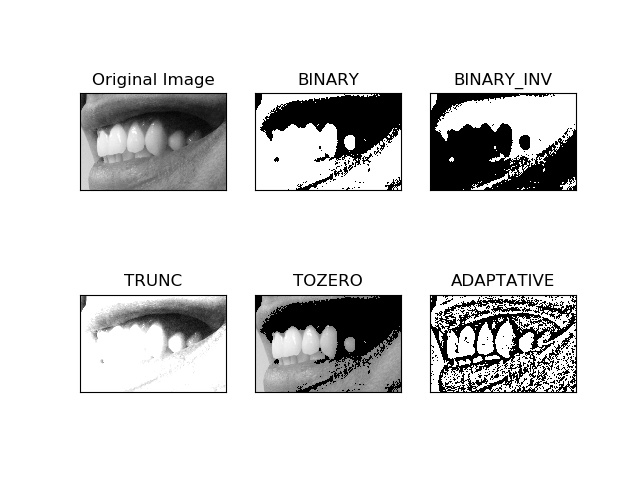 Original Image
BINARY
BINARY_INV
TRUNC
TOZERO
ADAPTATIVE